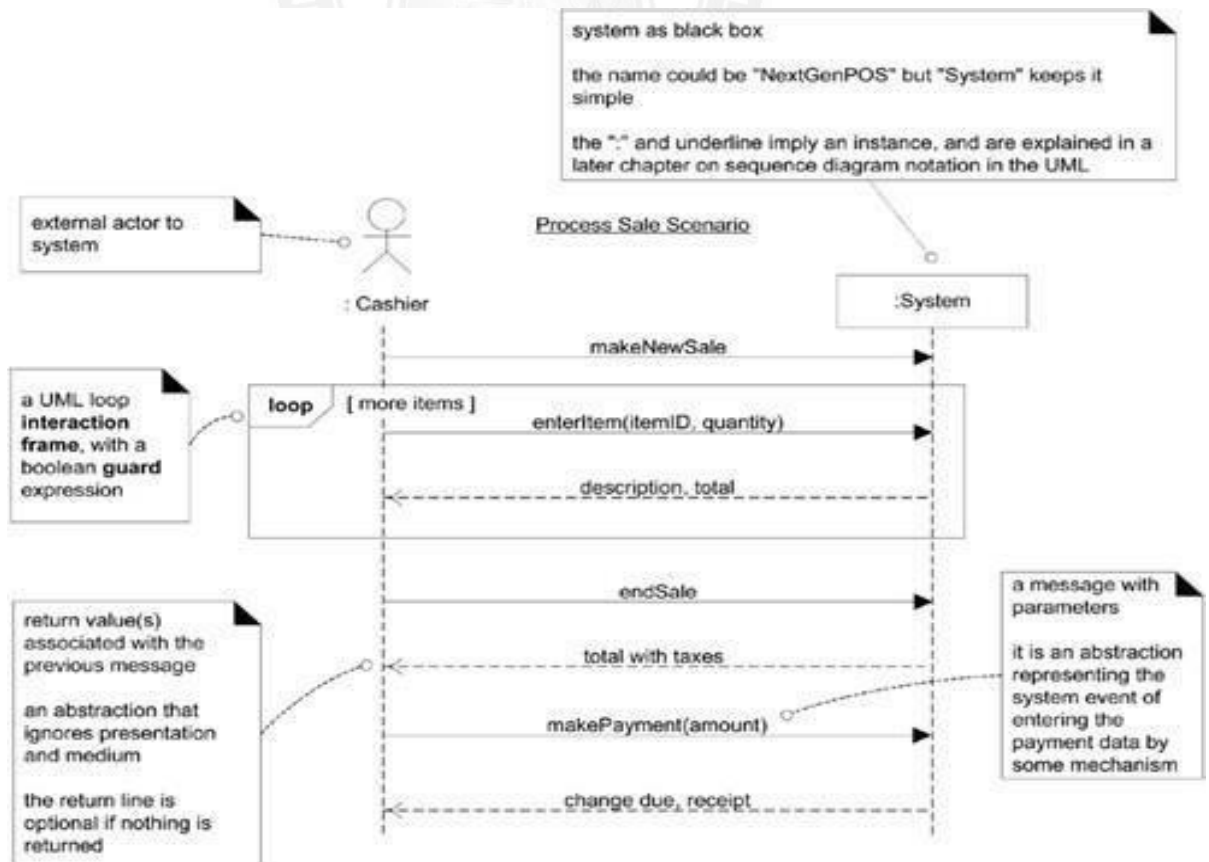 system as black box
the name could be "NextGenPOS" but "System" keeps it
simple
the ":" and underline imply an instance, and are explained in a
later chapter on sequence diagram notation in the UML
external actor to
system
Process Sale Scenario
: Cashier
:System
makeNewSale
a UML loop
interaction
frame, with a
boolean guard
expression
loop
[ more items ]
enterItem(itemID, quantity)
description, total
endSale
return value(s)
associated with the
previous message
an abstraction that
ignores presentation
and medium
the return line is
optional if nothing is
returned
total with taxes
a message with
parameters
it is an abstraction
representing the
system event of
entering the
payment data by
some mechanism
makePayment(amount)
change due, receipt